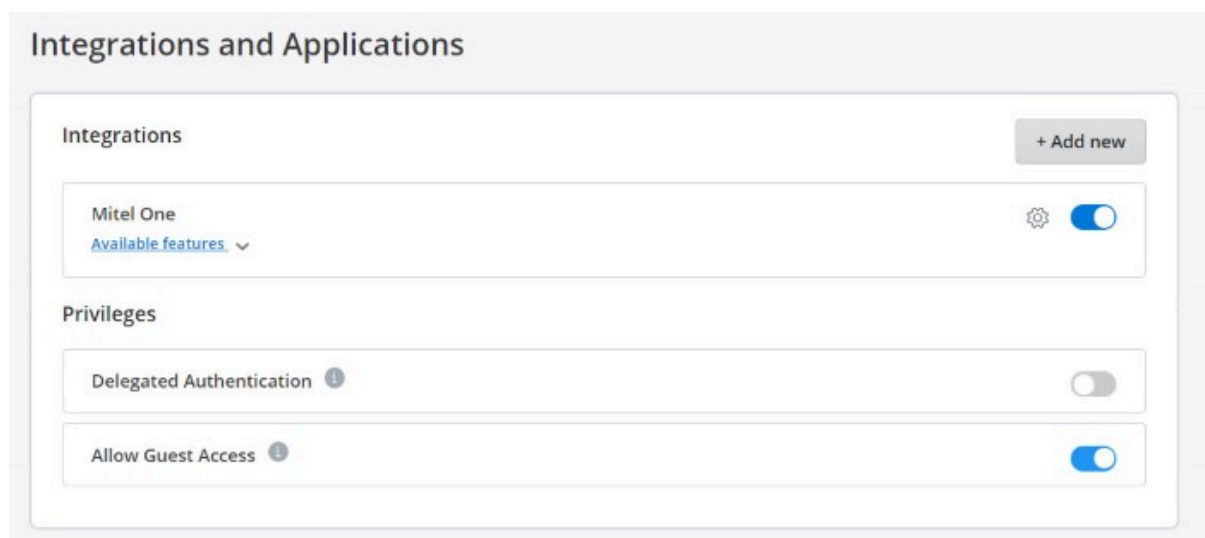 Integrations and Applications
Integrations
+ Add new
Mitel One
Available features
Privileges
Delegated Authentication
Allow Guest Access